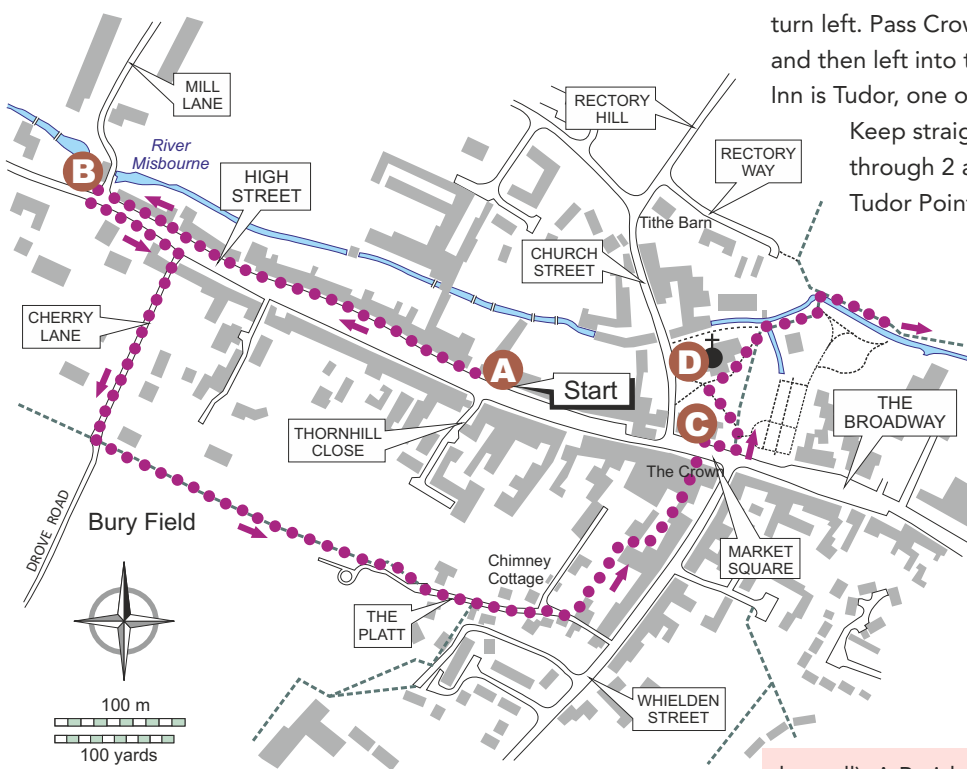 turn left. Pass Crow
and then left into t
Inn is Tudor, one o
Keep straig
through 2 a
Tudor Point
MILL
LANE
RECTORY
HILL
River
Misbourne
RECTORY
WAY
B
HIGH
STREET
Tithe Barn
CHURCH
STREET
CHERRY
LANE
D
A
Start
THE
BROADWAY
C
THORNHILL
CLOSE
The Crown
DROVE ROAD
Bury Field
MARKET
SQUARE
Chimney
Cottage
THE
PLATT
WHIELDEN
STREET
100 m
100 yards